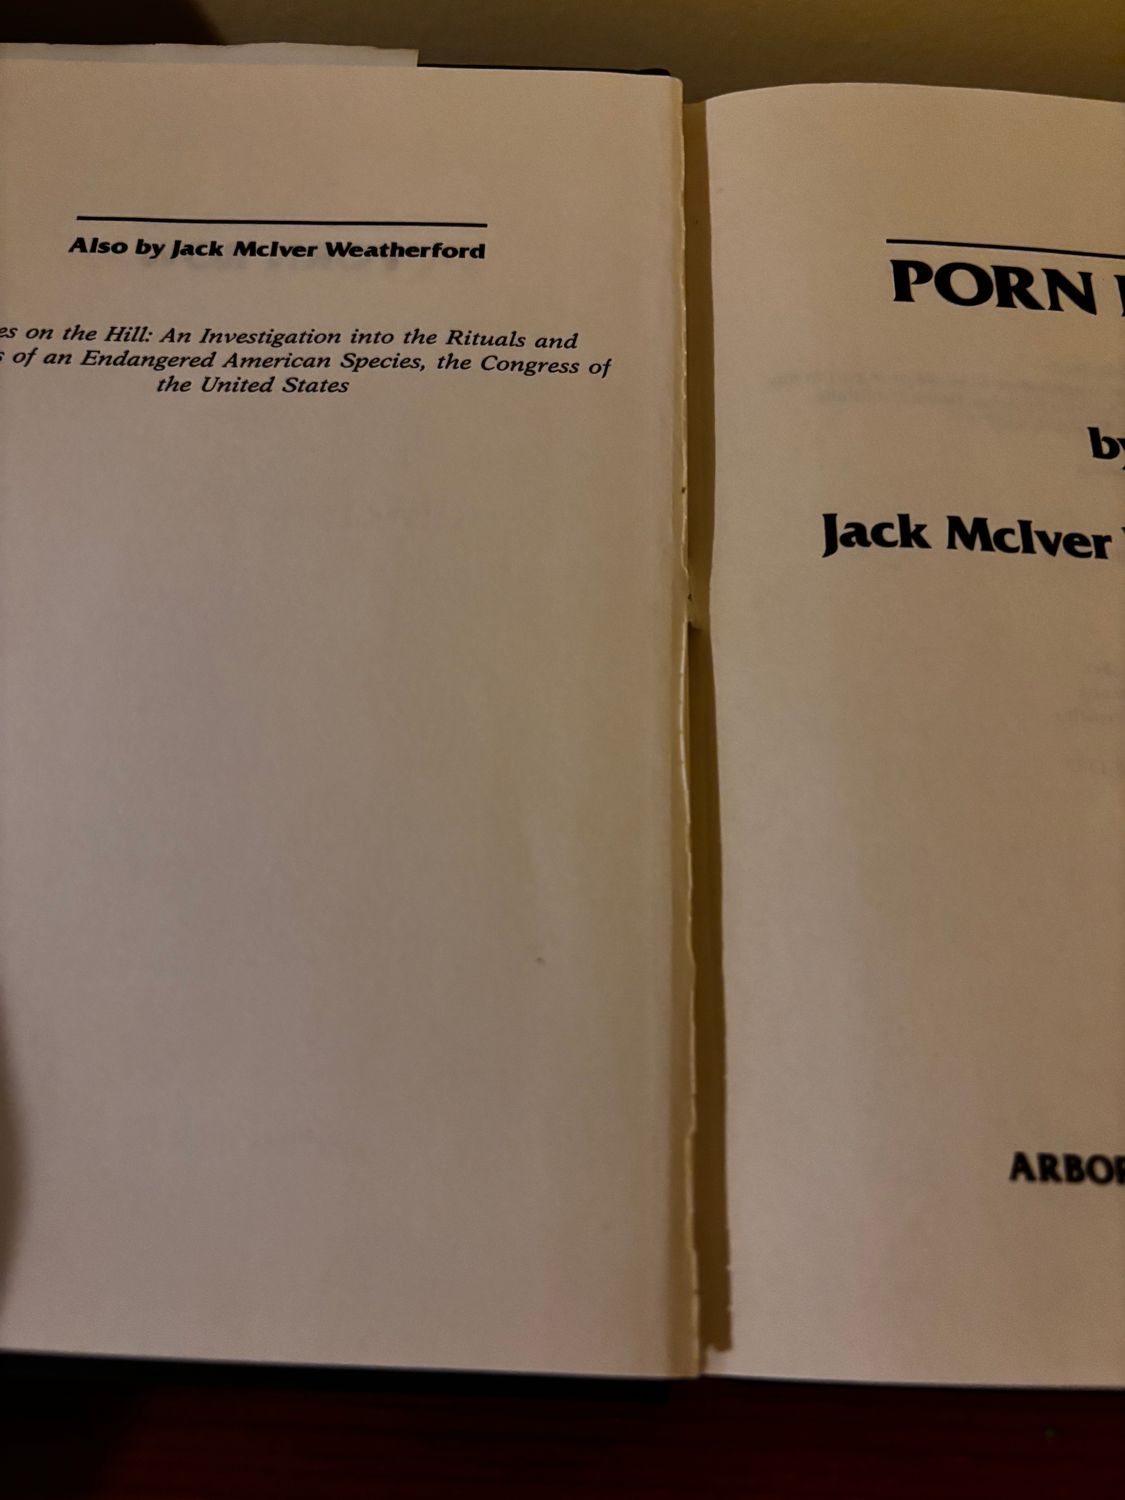 Also by Jack McIver Weatherford
es on the Hill: An Investigation into the Rituals and
s of an Endangered American Species, the Congress of
the United States
PORN
by
Jack McIver
ARBOR